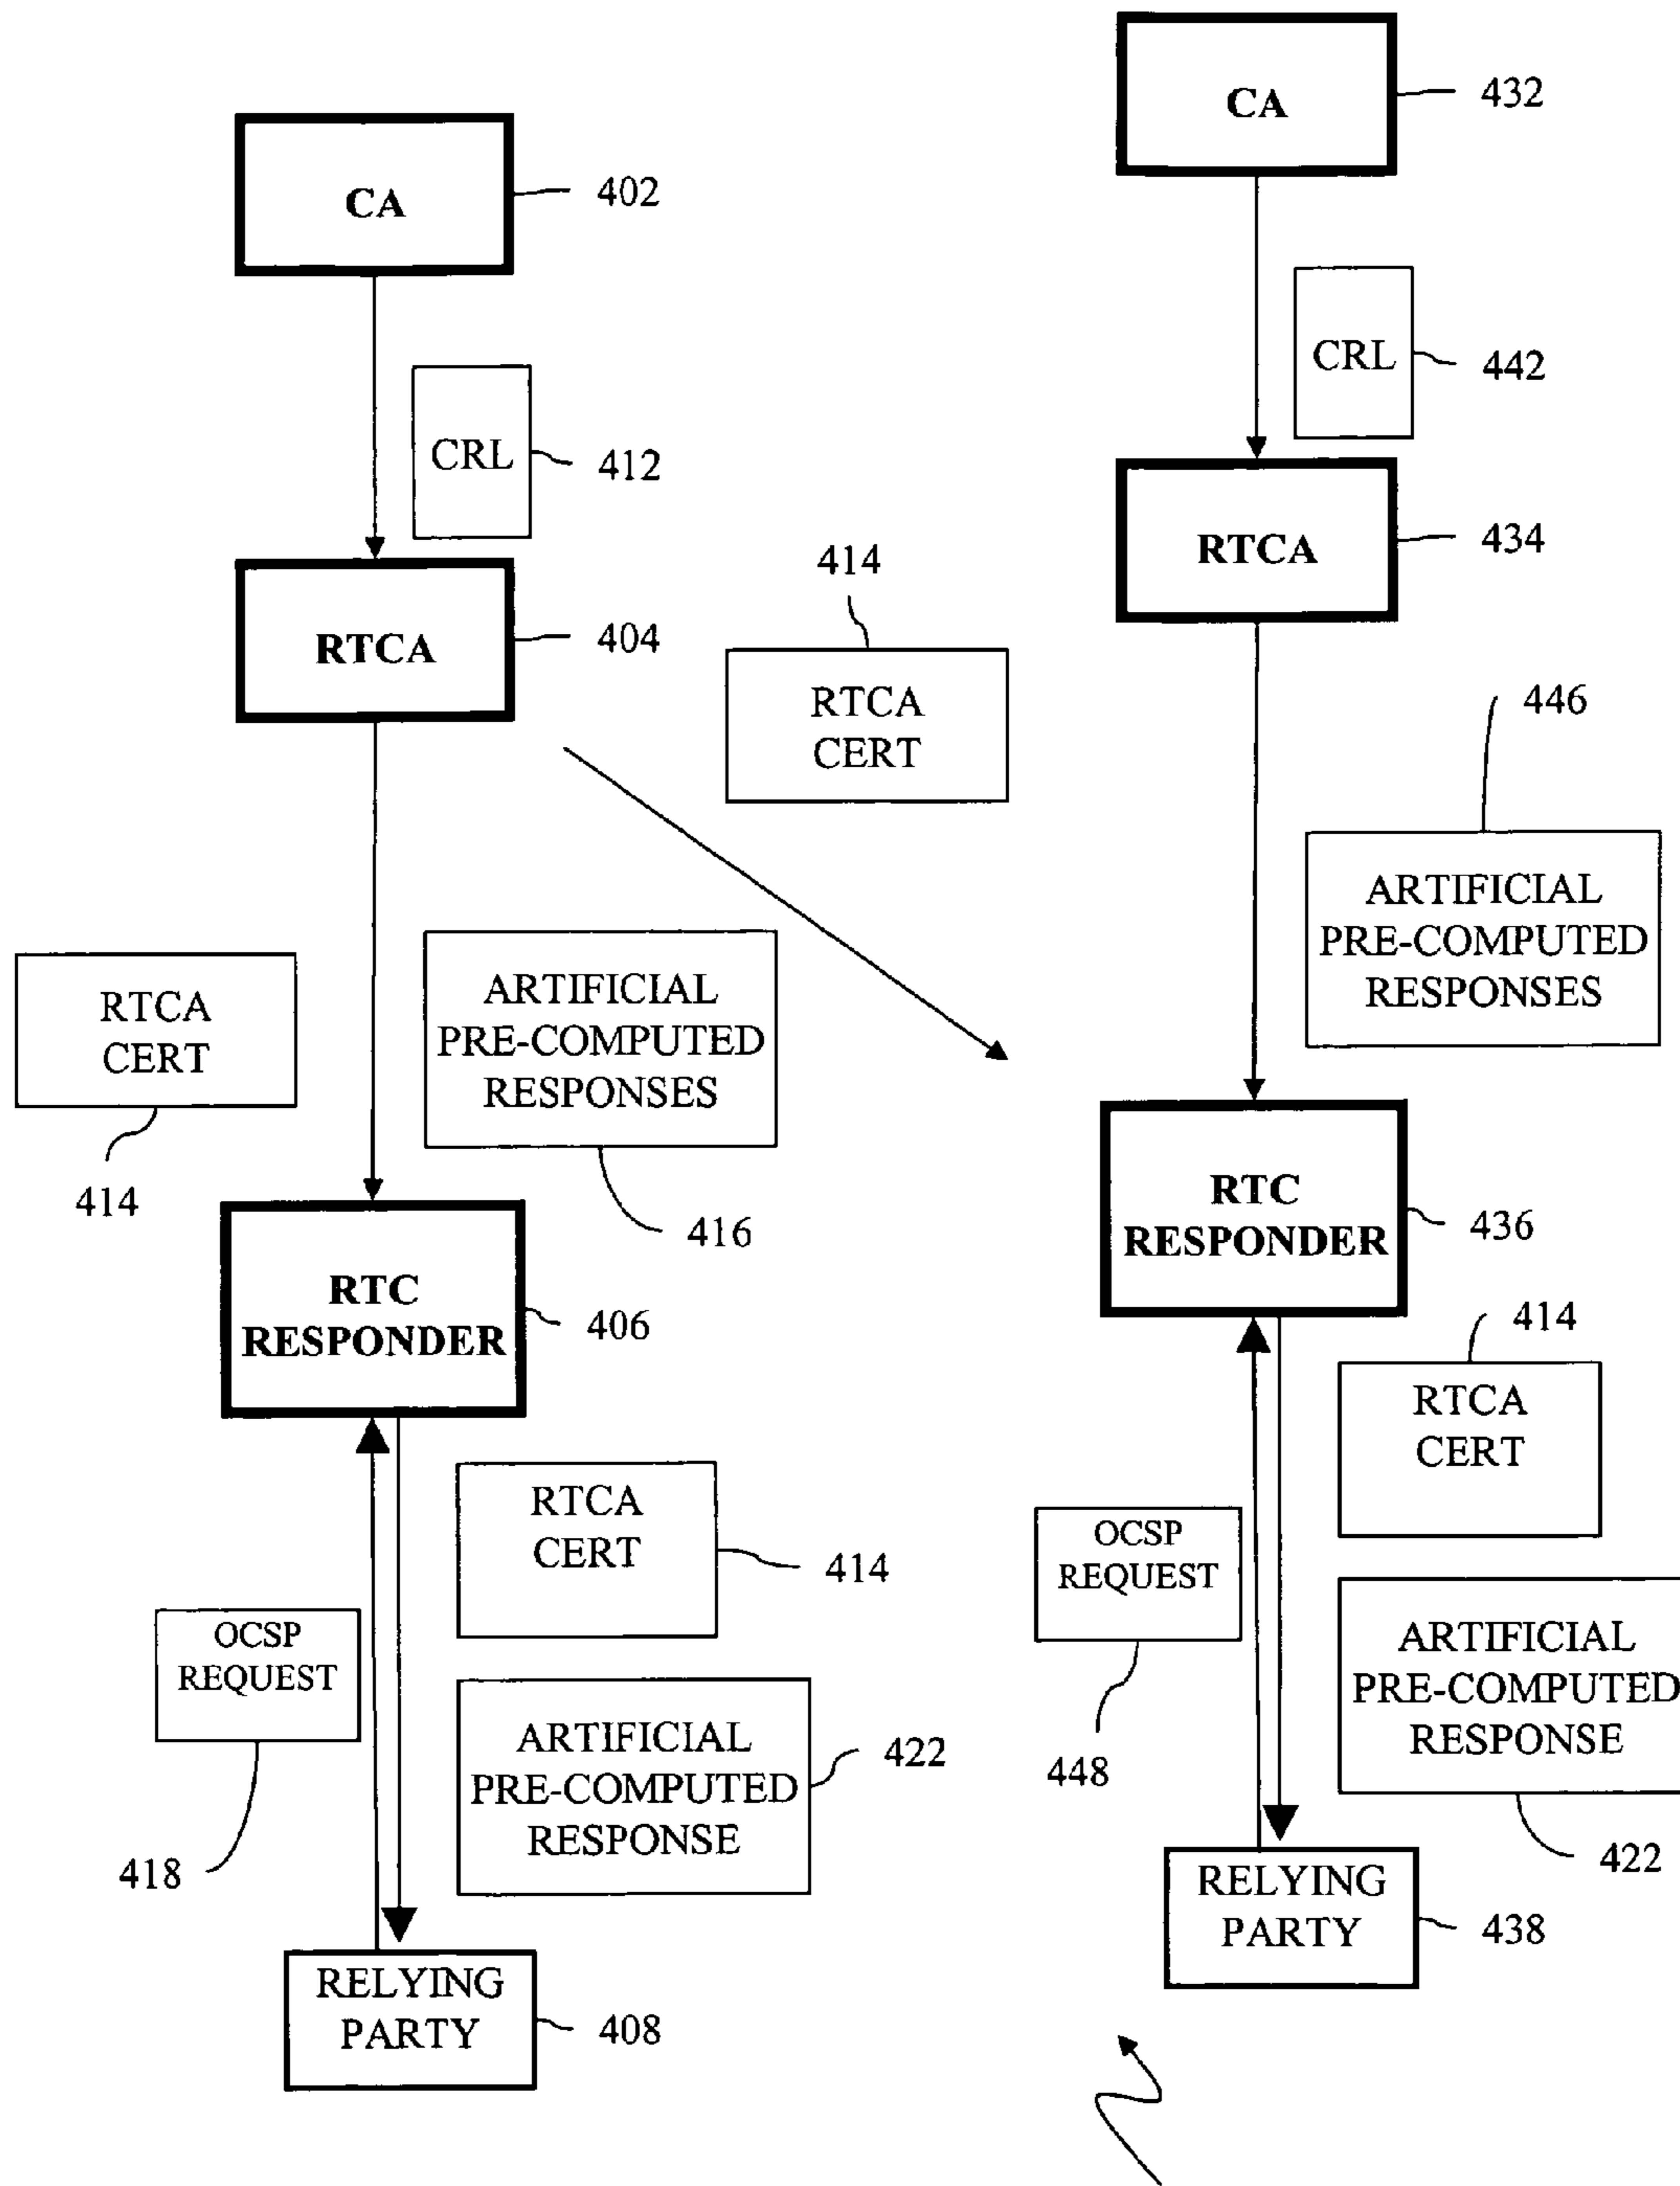 CA
402
CRL
412
RTCA
404
414
RTCA
CERT
RTCA
CERT
414
ARTIFICIAL
PRE-COMPUTED
RESPONSES
416
RTC
RESPONDER
406
RTCA
CERT
414
OCSP
REQUEST
418
ARTIFICIAL
PRE-COMPUTED
RESPONSE
422
RELYING
PARTY
408
CA
432
CRL
442
RTCA
434
446
ARTIFICIAL
PRE-COMPUTED
RESPONSES
RTC
RESPONDER
436
414
RTCA
CERT
OCSP
REQUEST
448
ARTIFICIAL
PRE-COMPUTED
RESPONSE
422
RELYING
PARTY
438